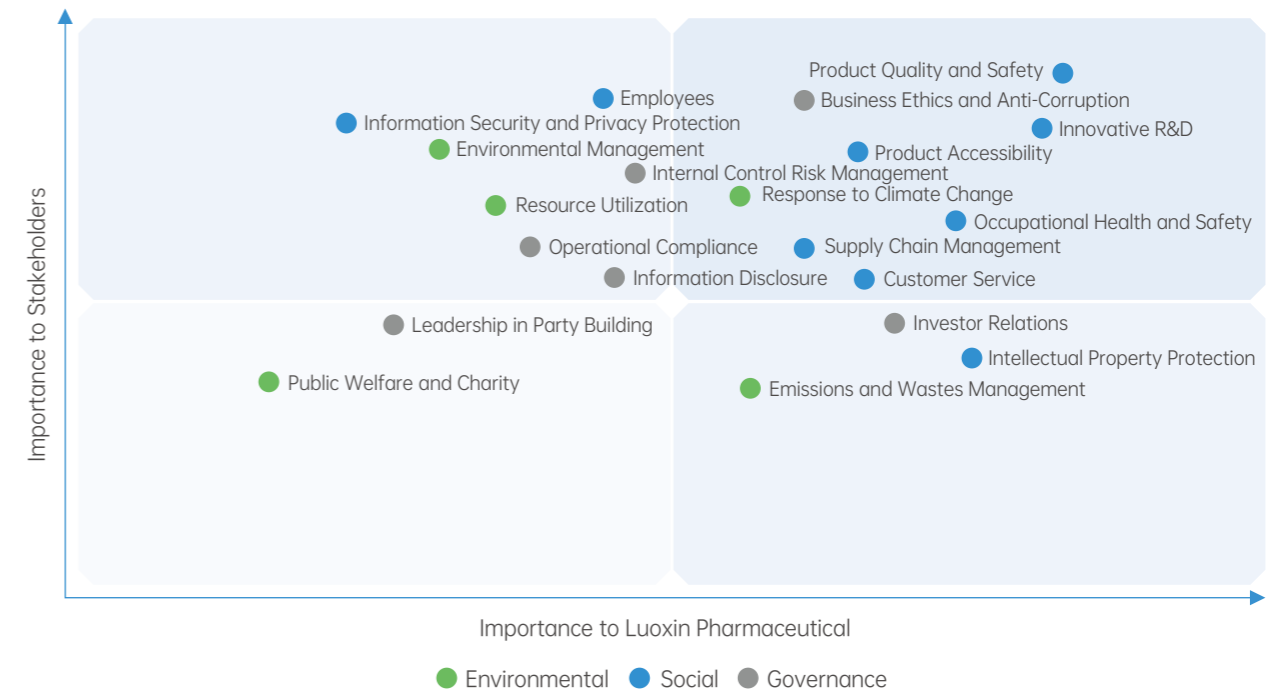 Importance to Stakeholders
Product Quality and Safety
Employees
Business Ethics and Anti-Corruption
Information Security and Privacy Protection
Innovative R&D
Environmental Management
Product Accessibility
Internal Control Risk Management
Response to Climate Change
Resource Utilization
Occupational Health and Safety
Operational Compliance
Supply Chain Management
Information Disclosure
Customer Service
Leadership in Party Building
Investor Relations
Intellectual Property Protection
Public Welfare and Charity
Emissions and Wastes Management
Importance to Luoxin Pharmaceutical
Environmental Social Governance